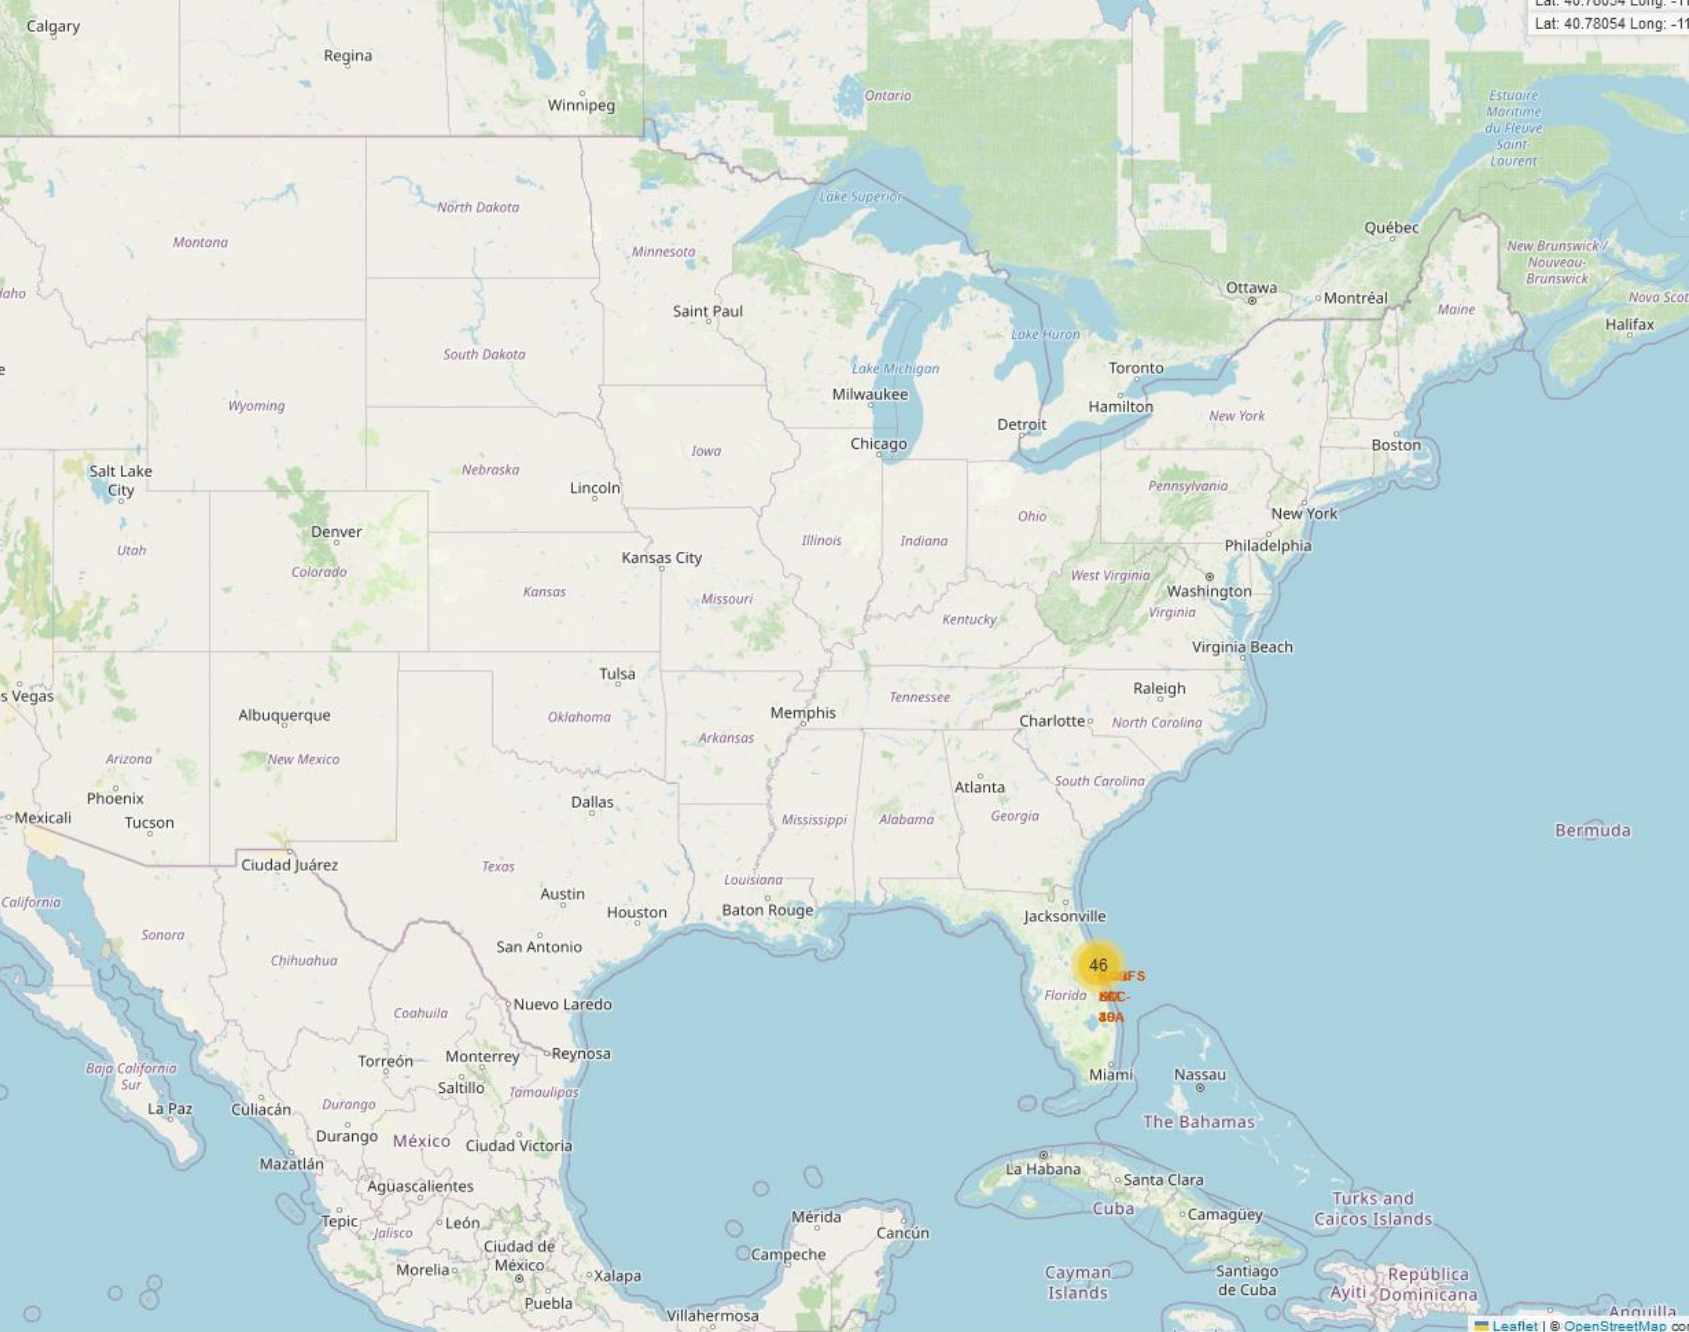 Lat: 40.78054 Long: -11
Lat: 40.78054 Long: -11
Calgary
Regina
Winnipeg
Ontario
Estuaire
Maritime
du Fleuve
Saint-
Laurent
Lake Superior
North Dakota
Montana
Minnesota
Québec
New Brunswick /
Nouveau-
Brunswick
Ottawa
Montréal
Maine
Nova Scot
Halifax
daho
Saint Paul
Lake Huron
South Dakota
Lake Michigan
Toronto
Milwaukee
Hamilton
Wyoming
New York
Detroit
Chicago
Boston
Iowa
Salt Lake
City
Nebraska
Lincoln
Pennsylvania
New York
Ohio
Denver
Utah
Illinois
Indiana
Philadelphia
Kansas City
Colorado
West Virginia
Kansas
Missouri
Washington
Virginia
Kentucky
Virginia Beach
Tulsa
s Vegas
Tennessee
Raleigh
Albuquerque
Oklahoma
Memphis
Charlotte
North Carolina
Arkansas
Arizona
New Mexico
South Carolina
Atlanta
Phoenix
Dallas
Mexicali
Tucson
Mississippi
Alabama
Georgia
Bermuda
Ciudad Juárez
Texas
Louisiana
Austin
California
Houston
Baton Rouge
Jacksonville
Sonora
San Antonio
Chihuahua
46
Florida
Nuevo Laredo
Coahuila
Torreón
Monterrey
Reynosa
Baja California
Sur
Saltillo
Tamaulipas
Miami
Nassau
La Paz
Culiacán
Durango
The Bahamas
Durango
México
Ciudad Victoria
Mazatlán
La Habana
Santa Clara
Aguascalientes
Turks and
Caicos Islands
Cuba
Camagüey
Tepic
León
Jalisco
Mérida
Cancún
Ciudad de
México
Campeche
Morelia
Xalapa
Cayman
Islands
Santiago
de Cuba
República
Dominicana
Ayiti
Puebla
Villahermosa
Anguilla
Leaflet | © OpenStreetMap con